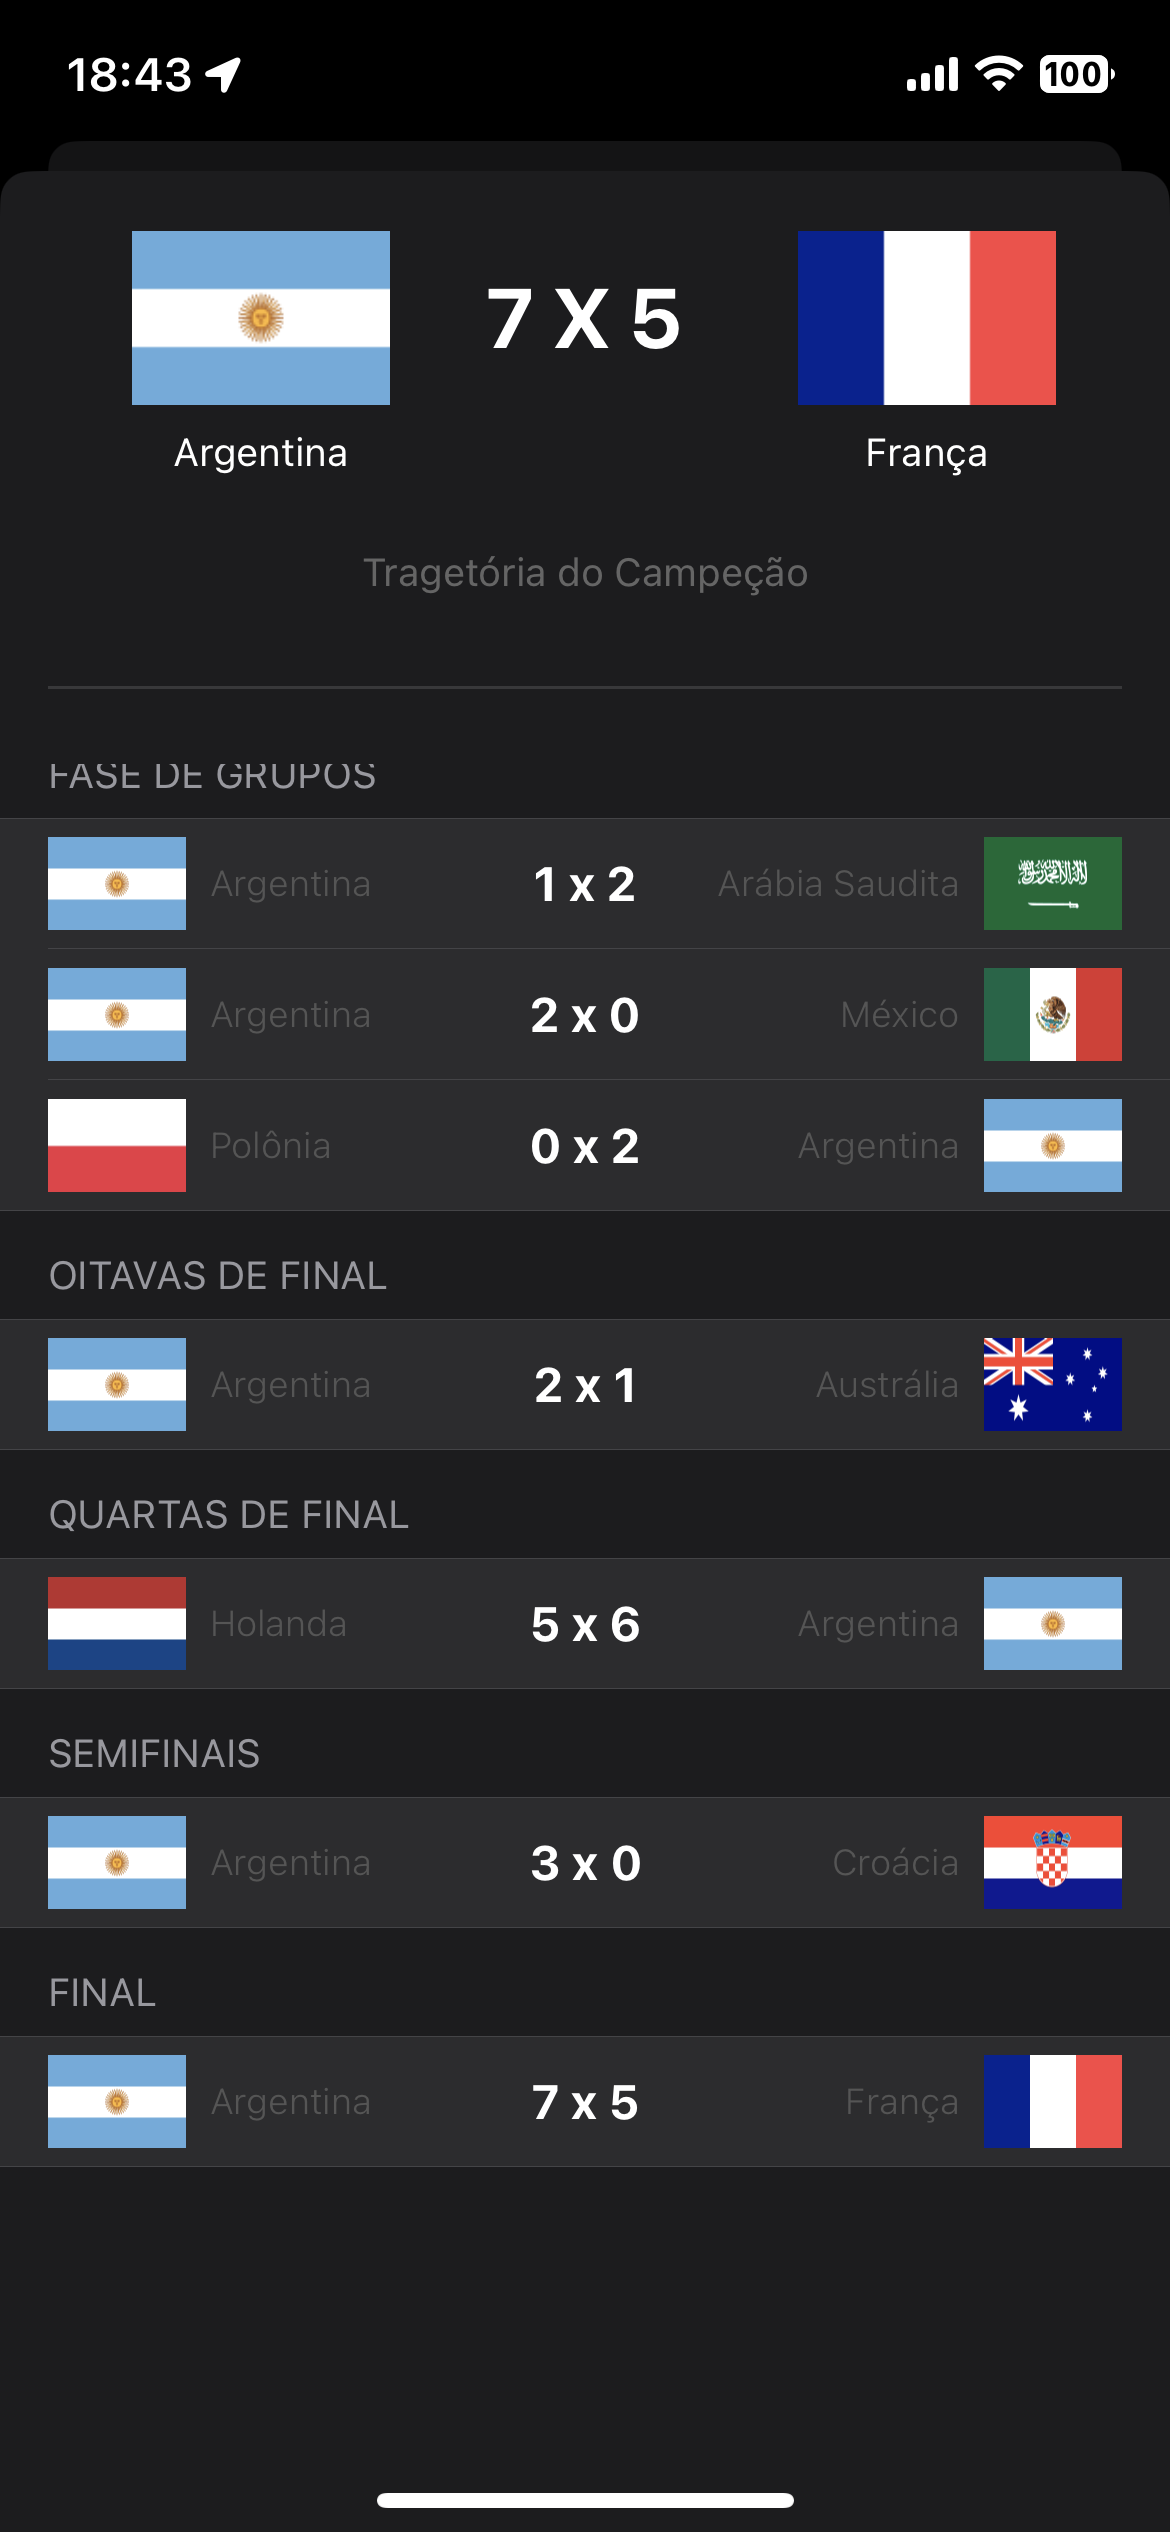 18:43
100
7 X 5
Argentina
França
Tragetória do Campeção
FASE DE GRUPOS
Argentina 1 x 2 Arábia Saudita
Argentina 2 x 0 México
Polônia 0 x 2 Argentina
OITAVAS DE FINAL
Argentina 2 x 1 Austrália
QUARTAS DE FINAL
Holanda 5 x 6 Argentina
SEMIFINAIS
Argentina 3 x 0 Croácia
FINAL
Argentina 7 x 5 França